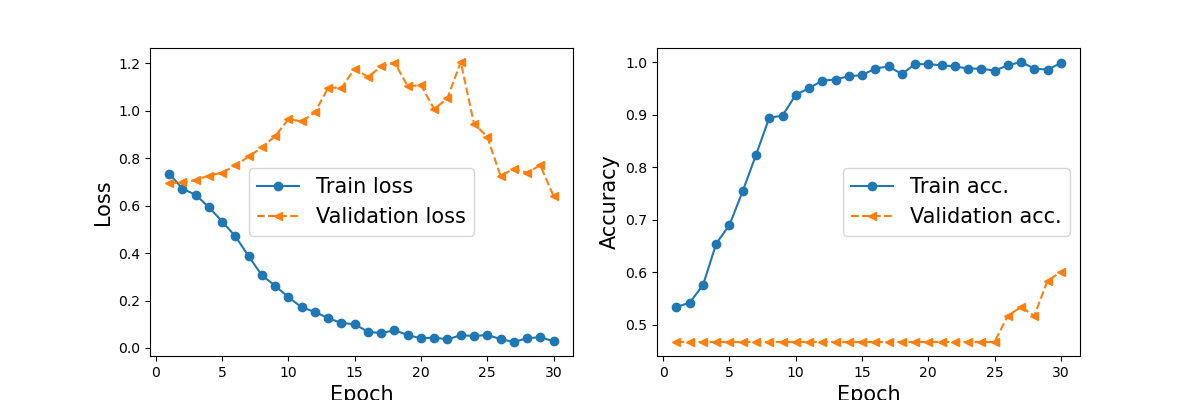 1.2
1.0
0.8
0.6
0.4
0.2
0.0
Loss
Train loss
Validation loss
0 5 10 15 20 25 30
Epoch
1.0
0.9
0.8
0.7
0.6
0.5
Accuracy
Train acc.
Validation acc.
0 5 10 15 20 25 30
Epoch